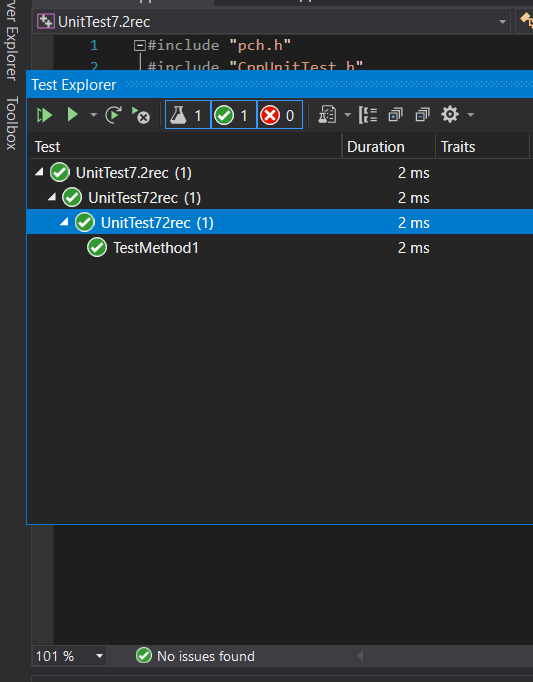 ver Explorer
Toolbox
UnitTest7.2rec
1 #include "pch.h"
2 #include "CppUnitTest.h"
Test Explorer
1 1 0
Test Duration Traits
UnitTest7.2rec (1) 2 ms
UnitTest72rec (1) 2 ms
UnitTest72rec (1) 2 ms
TestMethod1 2 ms
101 % No issues found